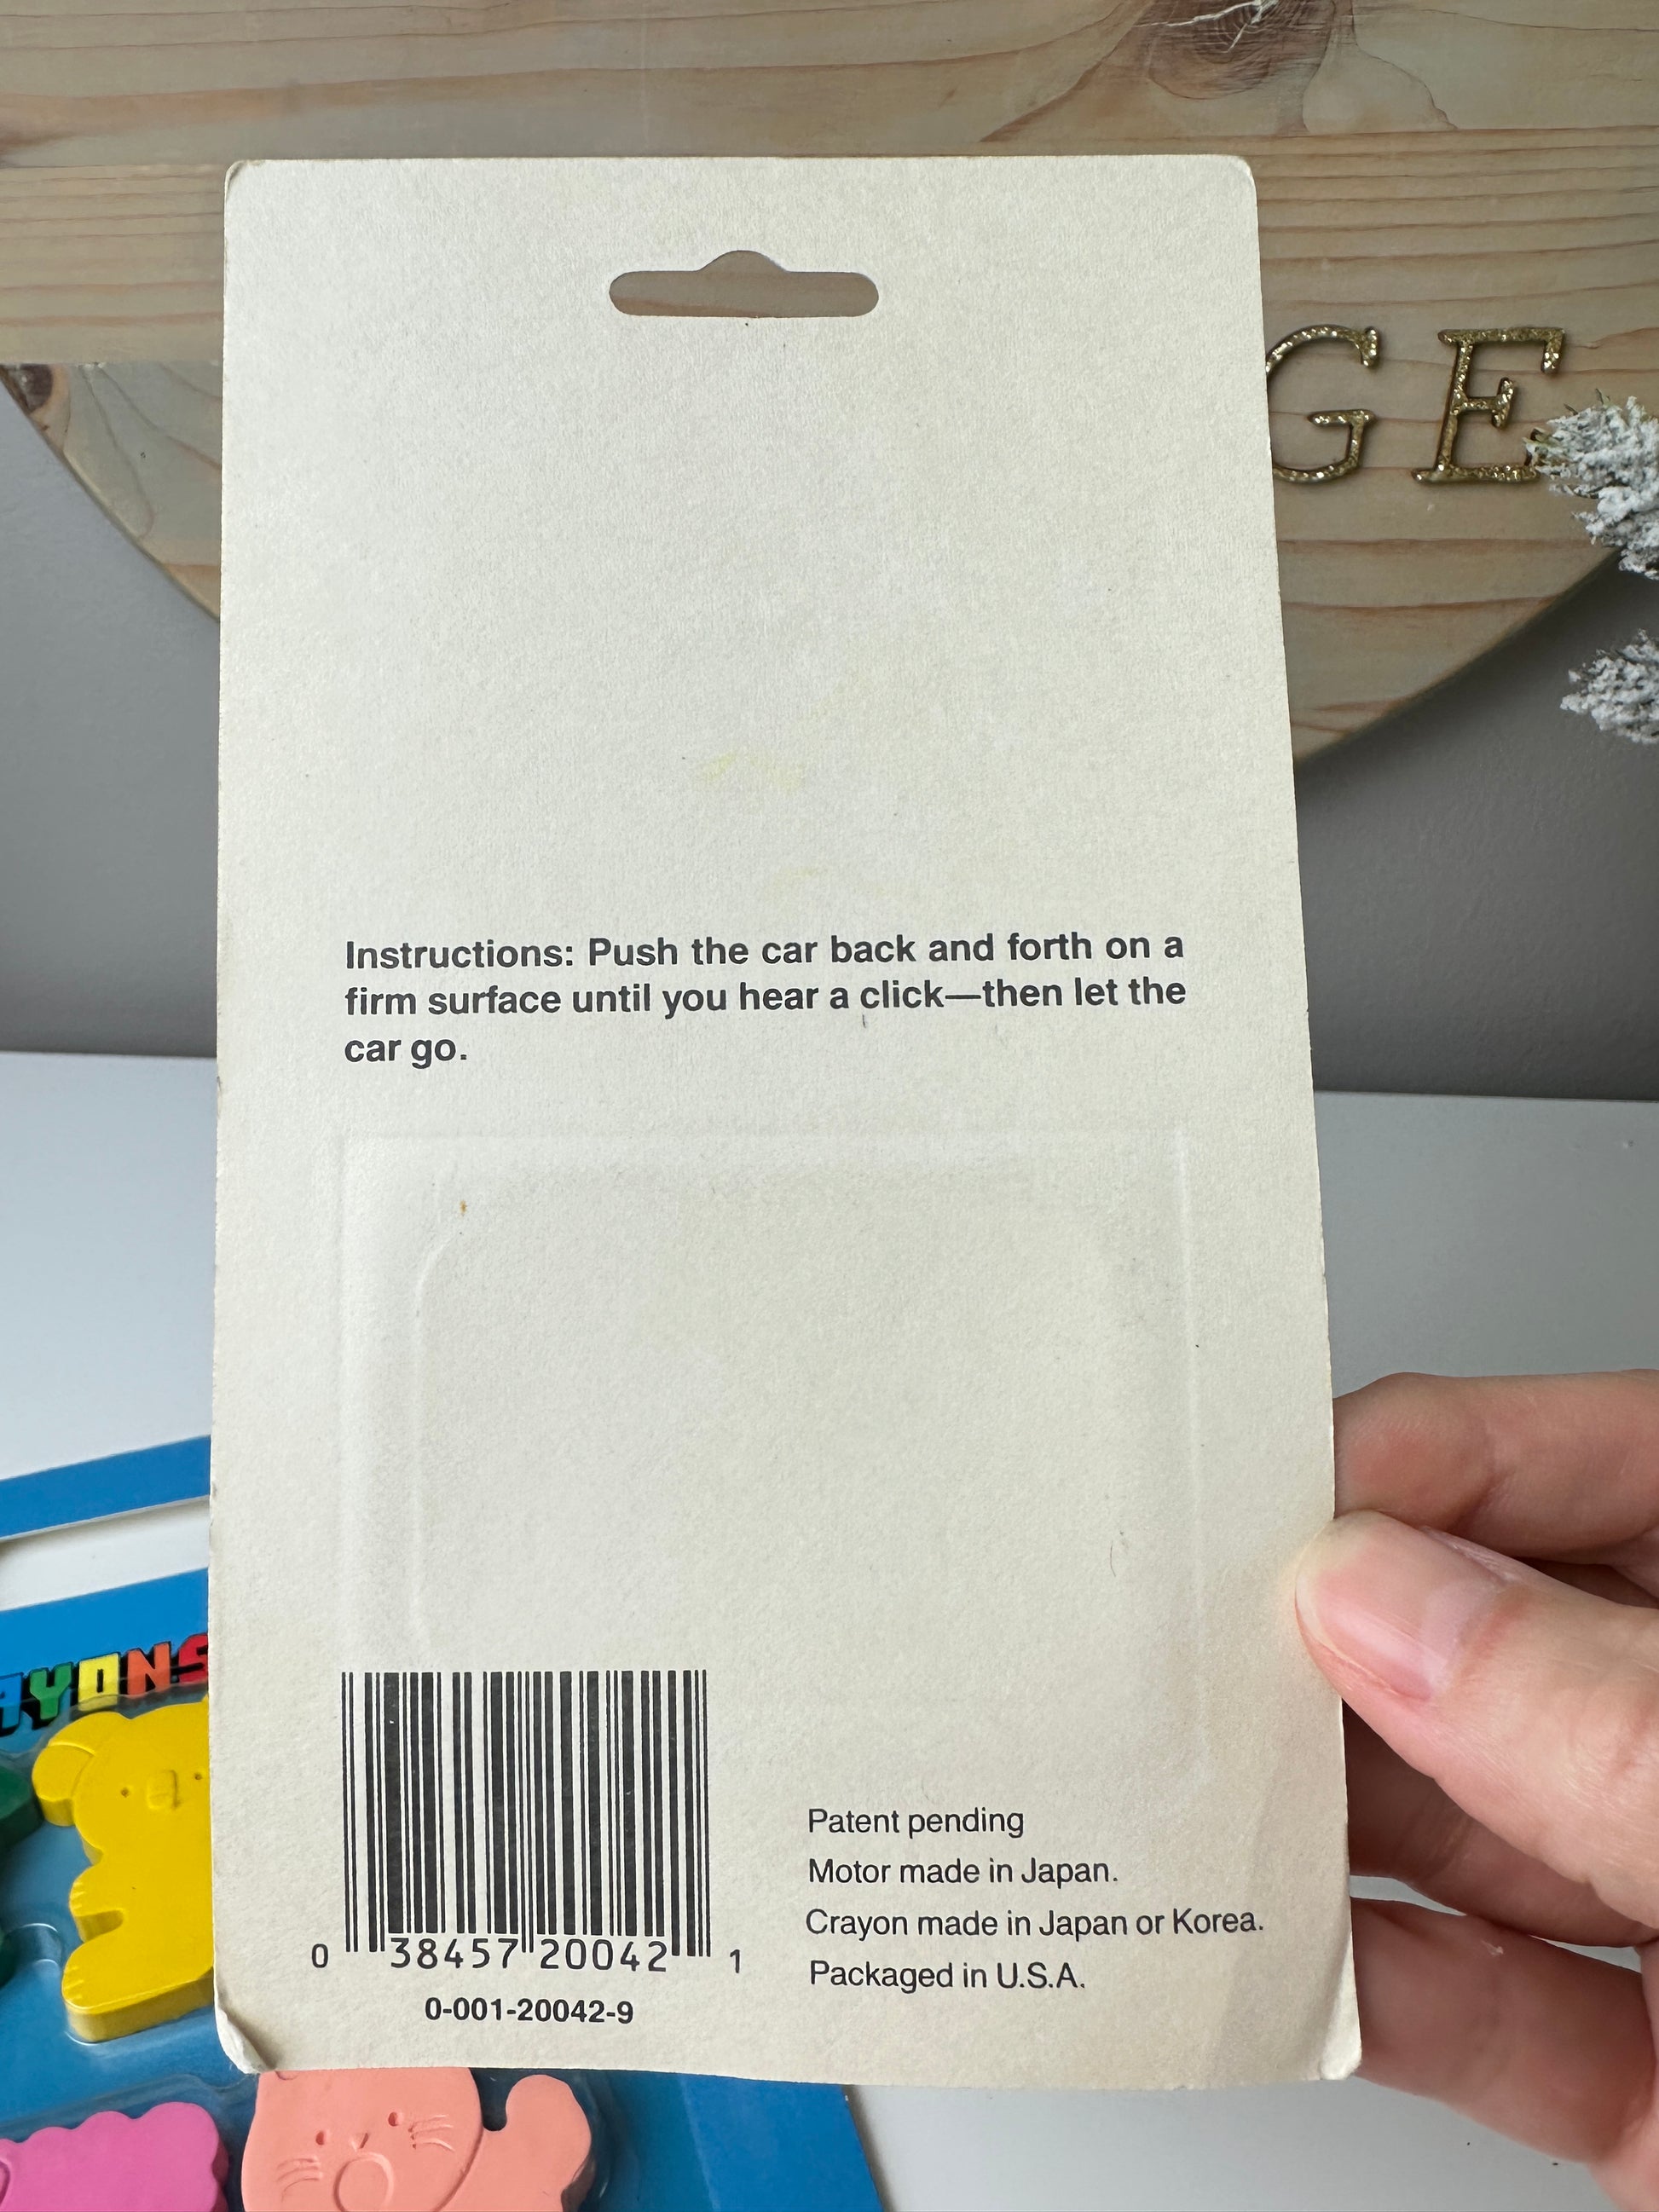 GE
Instructions: Push the car back and forth on a
firm surface until you hear a click—then let the
car go.
AYONS
0 38457 20042 1
0-001-20042-9
Patent pending
Motor made in Japan.
Crayon made in Japan or Korea.
Packaged in U.S.A.